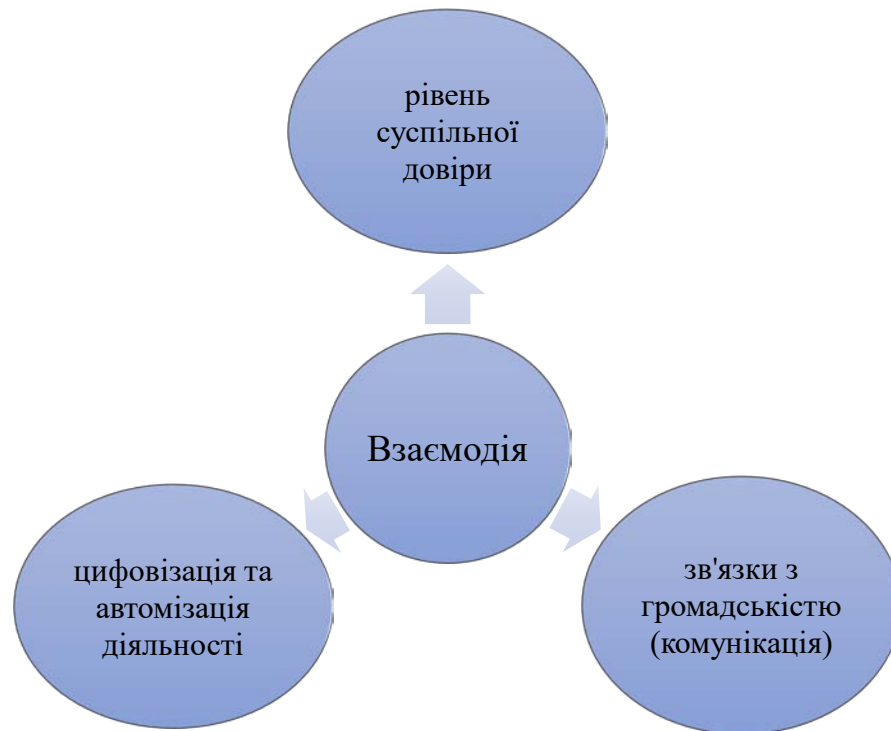 рівень
суспільної
довіри
Взаємодія
цифовізація та
автомізація
діяльності
зв'язки з
громадськістю
(комунікація)